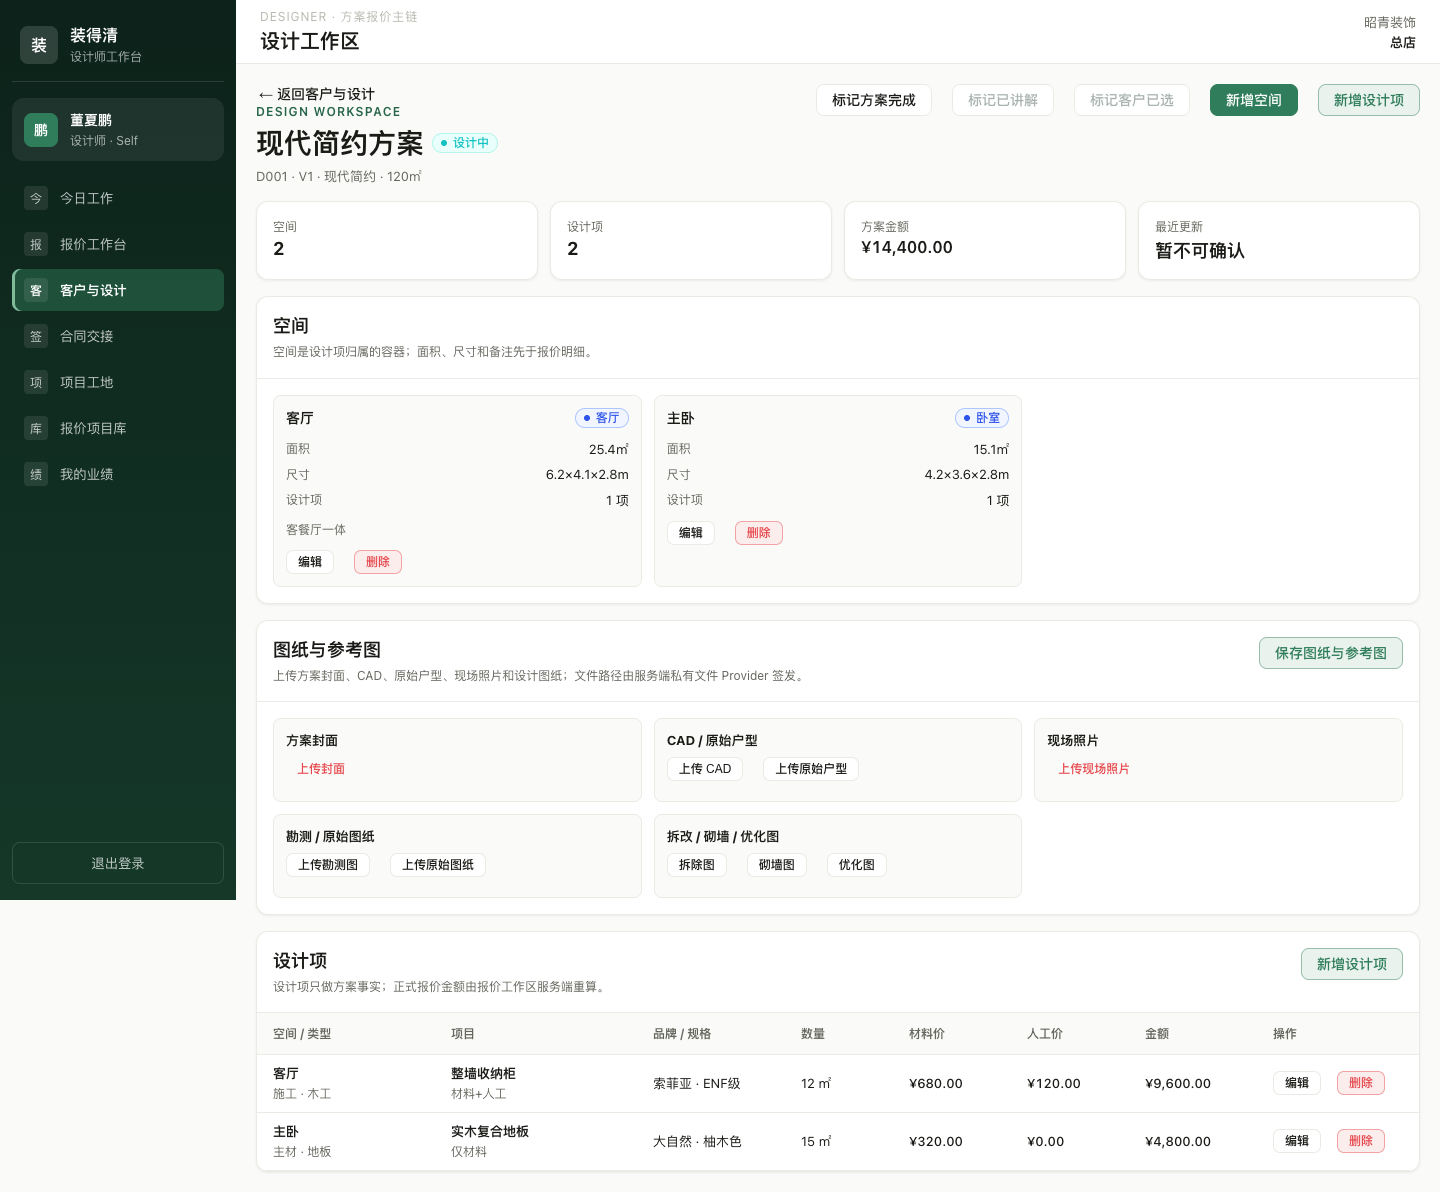 装
装得清
设计师工作台
鹏
董夏鹏
设计师 · Self
今 今日工作
报 报价工作台
客 客户与设计
签 合同交接
项 项目工地
库 报价项目库
绩 我的业绩
退出登录
DESIGNER · 方案报价主链
设计工作区
昭青装饰
总店
← 返回客户与设计
DESIGN WORKSPACE
现代简约方案
设计中
D001 · V1 · 现代简约 · 120㎡
标记方案完成
标记已讲解
标记客户已选
新增空间
新增设计项
空间
2
设计项
2
方案金额
¥14,400.00
最近更新
暂不可确认
空间
空间是设计项归属的容器；面积、尺寸和备注先于报价明细。
客厅 客厅
面积 25.4㎡
尺寸 6.2×4.1×2.8m
设计项 1 项
客餐厅一体
编辑 删除
主卧 卧室
面积 15.1㎡
尺寸 4.2×3.6×2.8m
设计项 1 项
编辑 删除
图纸与参考图
上传方案封面、CAD、原始户型、现场照片和设计图纸；文件路径由服务端私有文件 Provider 签发。
保存图纸与参考图
方案封面
上传封面
CAD / 原始户型
上传 CAD 上传原始户型
现场照片
上传现场照片
勘测 / 原始图纸
上传勘测图 上传原始图纸
拆改 / 砌墙 / 优化图
拆除图 砌墙图 优化图
设计项
设计项只做方案事实；正式报价金额由报价工作区服务端重算。
新增设计项
空间 / 类型 项目 品牌 / 规格 数量 材料价 人工价 金额 操作
客厅 整墙收纳柜 索菲亚 · ENF级 12 ㎡ ¥680.00 ¥120.00 ¥9,600.00 编辑 删除
施工 · 木工 材料+人工
主卧 实木复合地板 大自然 · 柚木色 15 ㎡ ¥320.00 ¥0.00 ¥4,800.00 编辑 删除
主材 · 地板 仅材料